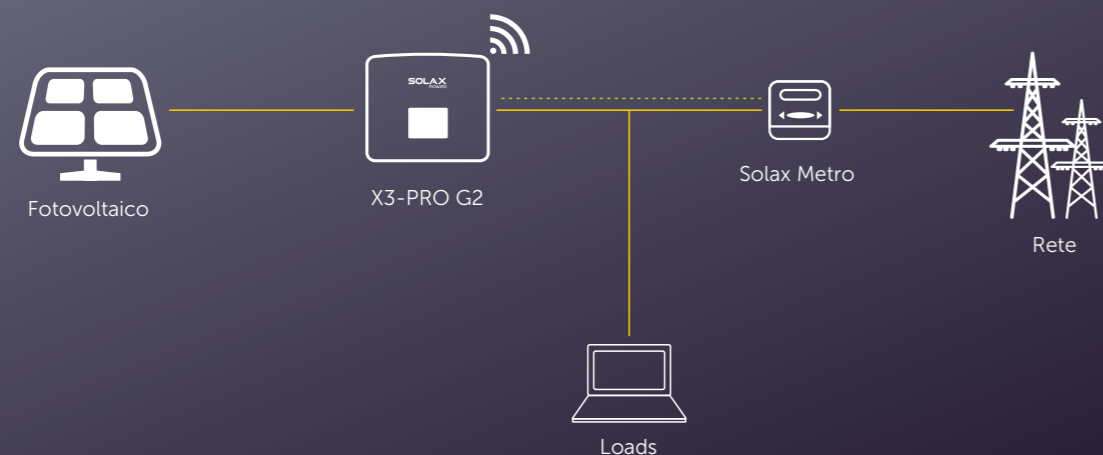 SOLAX
POWER
Fotovoltaico
X3-PRO G2
Solax Metro
Rete
Loads